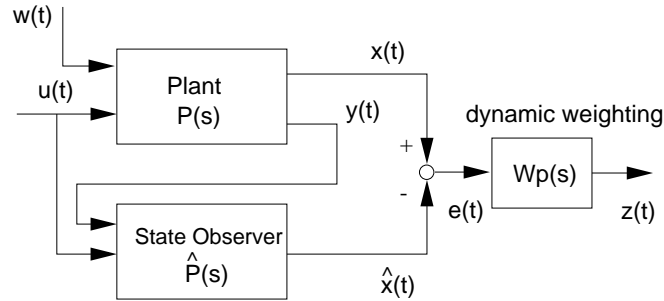 w(t)
u(t)
Plant
P(s)
x(t)
y(t)
dynamic weighting
+
-
e(t)
Wp(s)
z(t)
State Observer
P̂(s)
x̂(t)